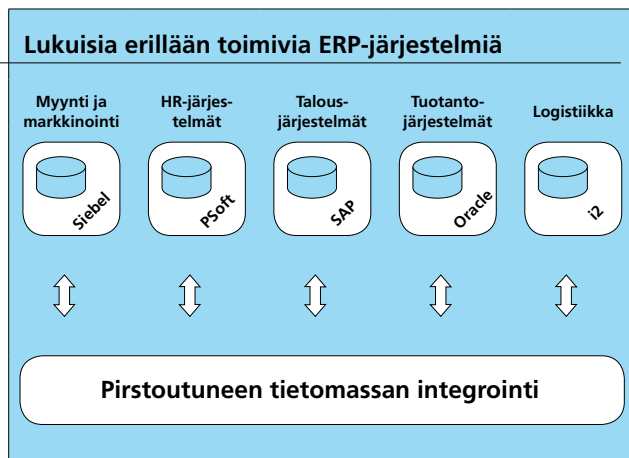 Lukuisia erillään toimivia ERP-järjestelmiä
Myynti ja
markkinointi
HR-järjes-
telmät
Talous-
järjestelmät
Tuotanto-
järjestelmät
Logistiikka
Siebel
PSoft
SAP
Oracle
i2
Pirstoutuneen tietomassan integrointi